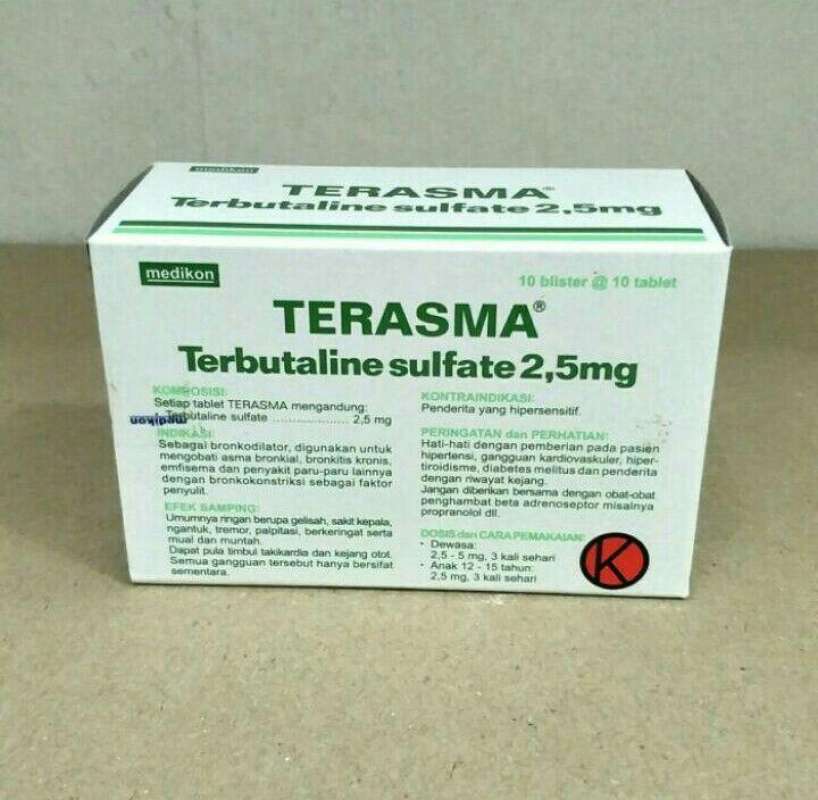 medikon
TERASMA®
Terbutaline sulfate 2,5mg
medikon
10 blister @ 10 tablet
TERASMA®
Terbutaline sulfate 2,5mg
KOMPOSISI:
Setiap tablet TERASMA mengandung:
Terbutaline sulfate .................... 2,5 mg
medikon
INDIKASI:
Sebagai bronkodilator, digunakan untuk
mengobati asma bronkial, bronkitis kronis,
emfisema dan penyakit paru-paru lainnya
dengan bronkokonstriksi sebagai faktor
penyulit.
EFEK SAMPING:
Umumnya ringan berupa gelisah, sakit kepala,
ngantuk, tremor, palpitasi, berkeringat serta
mual dan muntah.
Dapat pula timbul takikardia dan kejang otot.
Semua gangguan tersebut hanya bersifat
sementara.
KONTRAINDIKASI:
Penderita yang hipersensitif.
PERINGATAN dan PERHATIAN:
Hati-hati dengan pemberian pada pasien
hipertensi, gangguan kardiovaskuler, hiper-
tiroidisme, diabetes melitus dan penderita
dengan riwayat kejang.
Jangan diberikan bersama dengan obat-obat
penghambat beta adrenoseptor misalnya
propranolol dll.
DOSIS dan CARA PEMAKAIAN:
• Dewasa:
2,5 - 5 mg, 3 kali sehari
• Anak 12 - 15 tahun:
2,5 mg, 3 kali sehari
K